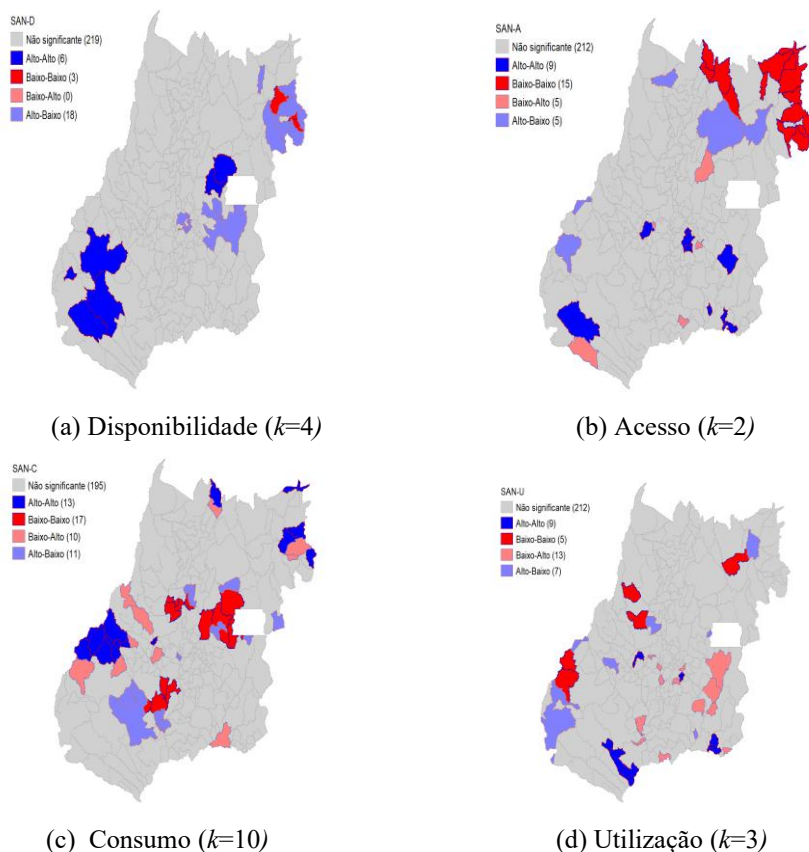 SAN-D
Não significante (219)
Alto-Alto (6)
Baixo-Baixo (3)
Baixo-Alto (0)
Alto-Baixo (18)
SAN-A
Não significante (212)
Alto-Alto (9)
Baixo-Baixo (15)
Baixo-Alto (5)
Alto-Baixo (5)
(a) Disponibilidade (k=4)
(b) Acesso (k=2)
SAN-C
Não significante (195)
Alto-Alto (13)
Baixo-Baixo (17)
Baixo-Alto (10)
Alto-Baixo (11)
SAN-U
Não significante (212)
Alto-Alto (9)
Baixo-Baixo (5)
Baixo-Alto (13)
Alto-Baixo (7)
(c) Consumo (k=10)
(d) Utilização (k=3)